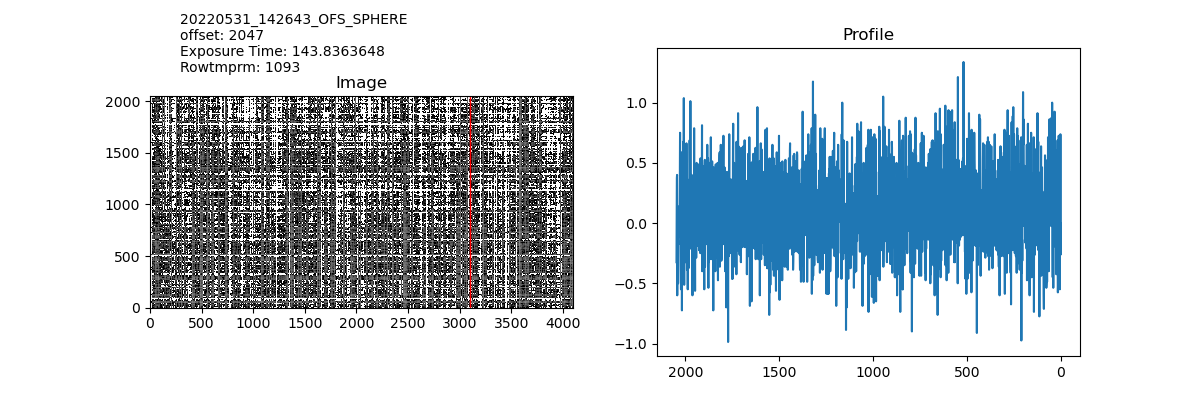 20220531_142643_OFS_SPHERE
offset: 2047
Exposure Time: 143.8363648
Rowtmprm: 1093
Image
2000
1500
1000
500
0
0 500 1000 1500 2000 2500 3000 3500 4000
Profile
1.0
0.5
0.0
−0.5
−1.0
2000 1500 1000 500 0